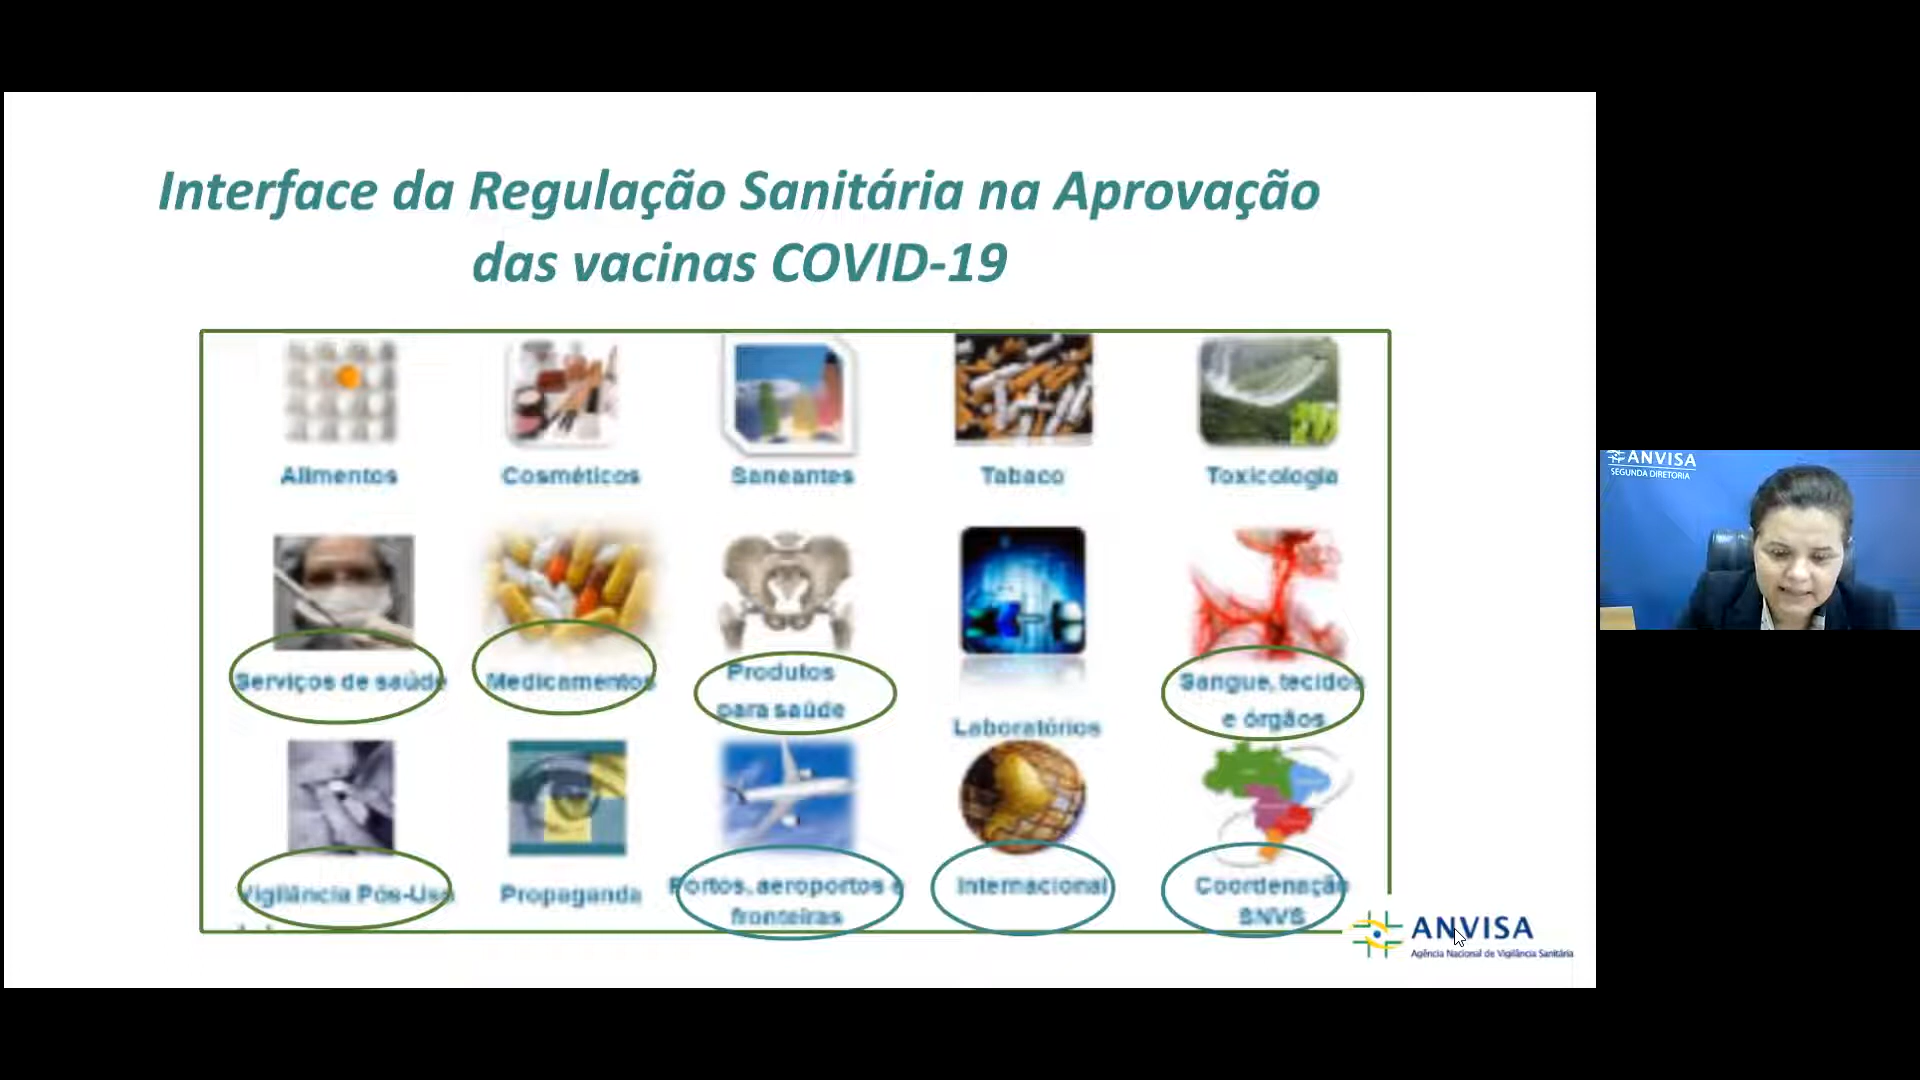 Interface da Regulação Sanitária na Aprovação
das vacinas COVID-19
Alimentos
Cosméticos
Saneantes
Tabaco
Toxicologia
Serviços de saúde
Medicamentos
Produtos
para saúde
Laboratórios
Sangue, tecidos
e órgãos
Vigilância Pós-Uso
Propaganda
Portos, aeroportos e
fronteiras
Internacional
Coordenação
SNVS
ANVISA
Agência Nacional de Vigilância Sanitária
ANVISA
SEGUNDA DIRETORIA